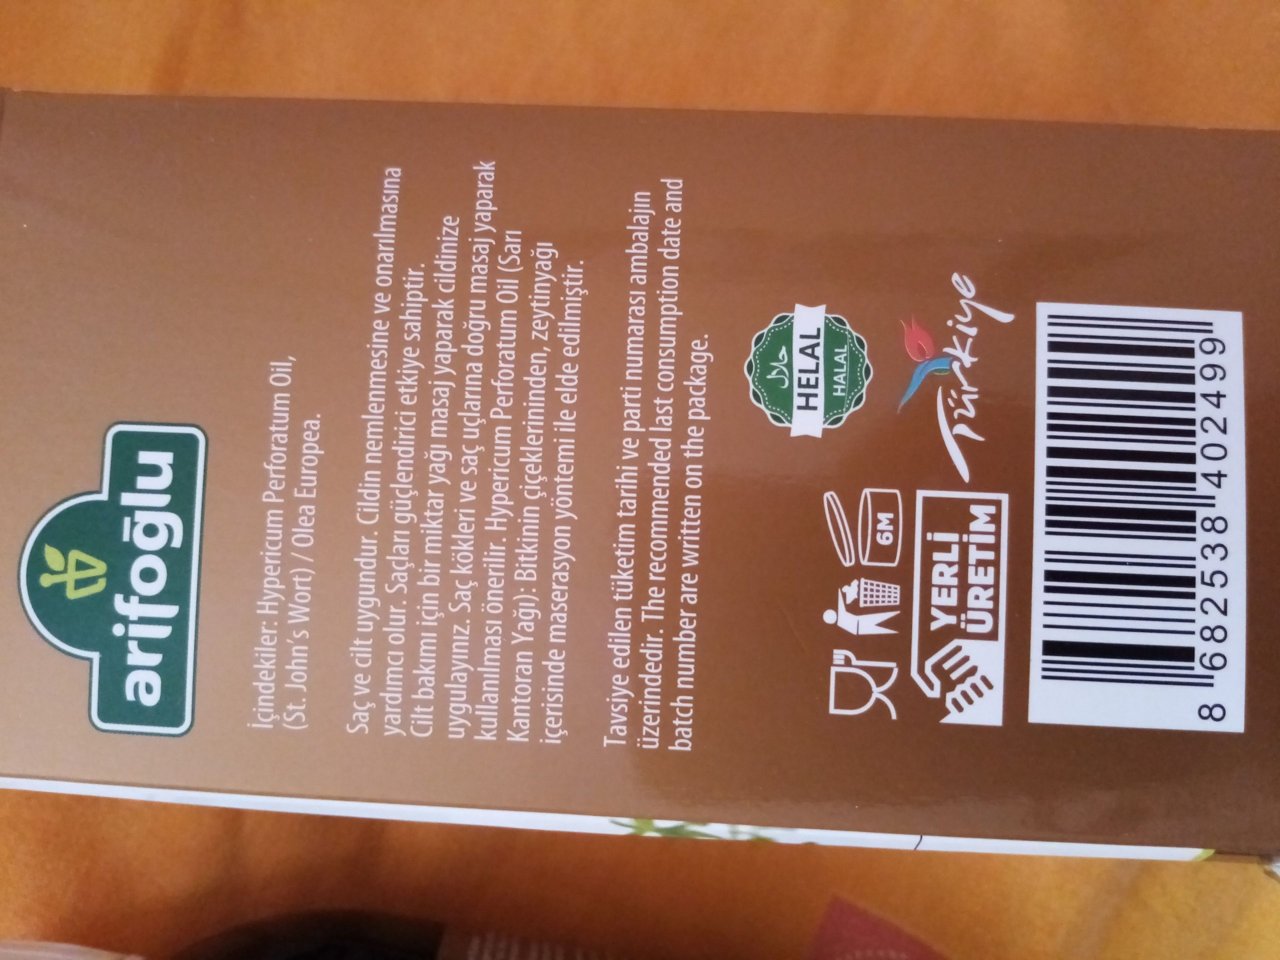 arifoğlu
İçindekiler: Hypericum Perforatum Oil,
(St. John's Wort) / Olea Europea.
Saç ve cilt uygundur. Cildin nemlenmesine ve onarılmasına
yardımcı olur. Saçları güçlendirici etkiye sahiptir.
Cilt bakımı için bir miktar yağı masaj yaparak cildinize
uygulayınız. Saç kökleri ve saç uçlarına doğru masaj yaparak
kullanılması önerilir. Hypericum Perforatum Oil (Sarı
Kantoran Yağı): Bitkinin çiçeklerininden, zeytinyağı
içerisinde maserasyon yöntemi ile elde edilmiştir.
Tavsiye edilen tüketim tarihi ve parti numarası ambalajın
üzerindedir. The recommended last consumption date and
batch number are written on the package.
حلال
HELAL
HALAL
6M
YERLİ
ÜRETİM
Türkiye
8 682538 402499